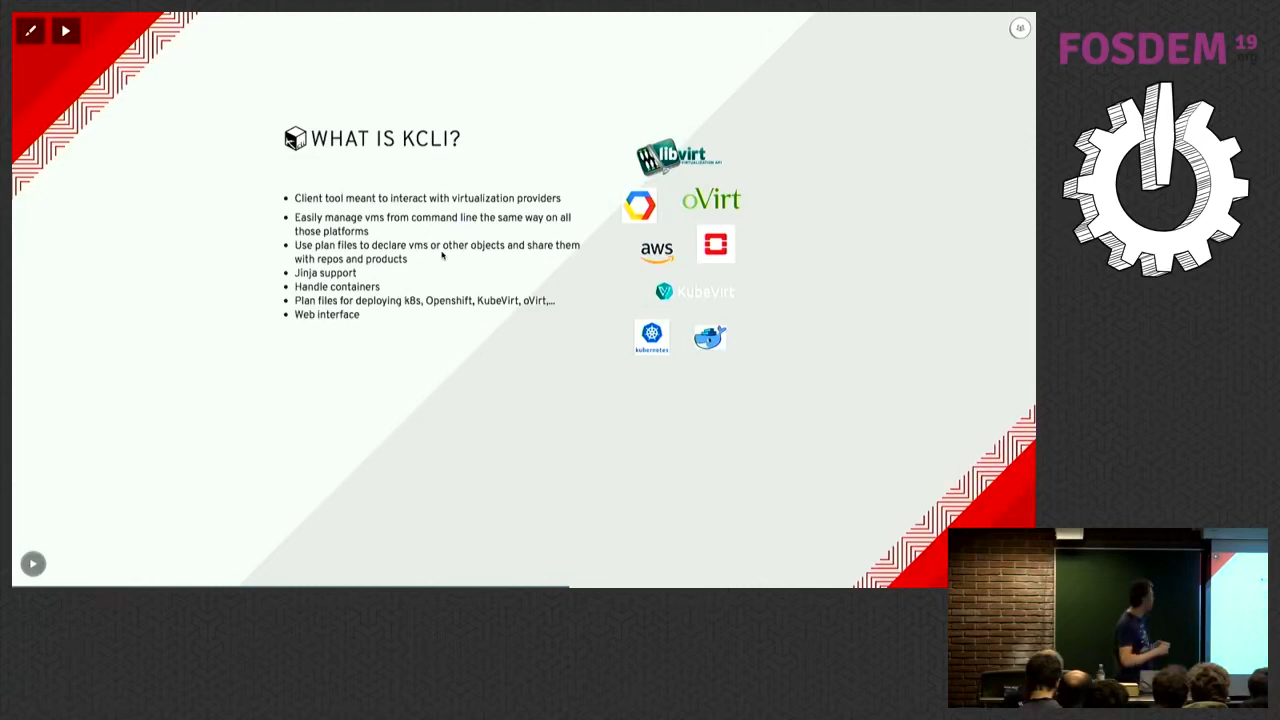 FOSDEM 19
.org
WHAT IS KCLI?
Client tool meant to interact with virtualization providers
Easily manage vms from command line the same way on all
those platforms
Use plan files to declare vms or other objects and share them
with repos and products
Jinja support
Handle containers
Plan files for deploying k8s, Openshift, KubeVirt, oVirt,...
Web interface
libvirt
VIRTUALIZATION API
oVirt
aws
KubeVirt
kubernetes